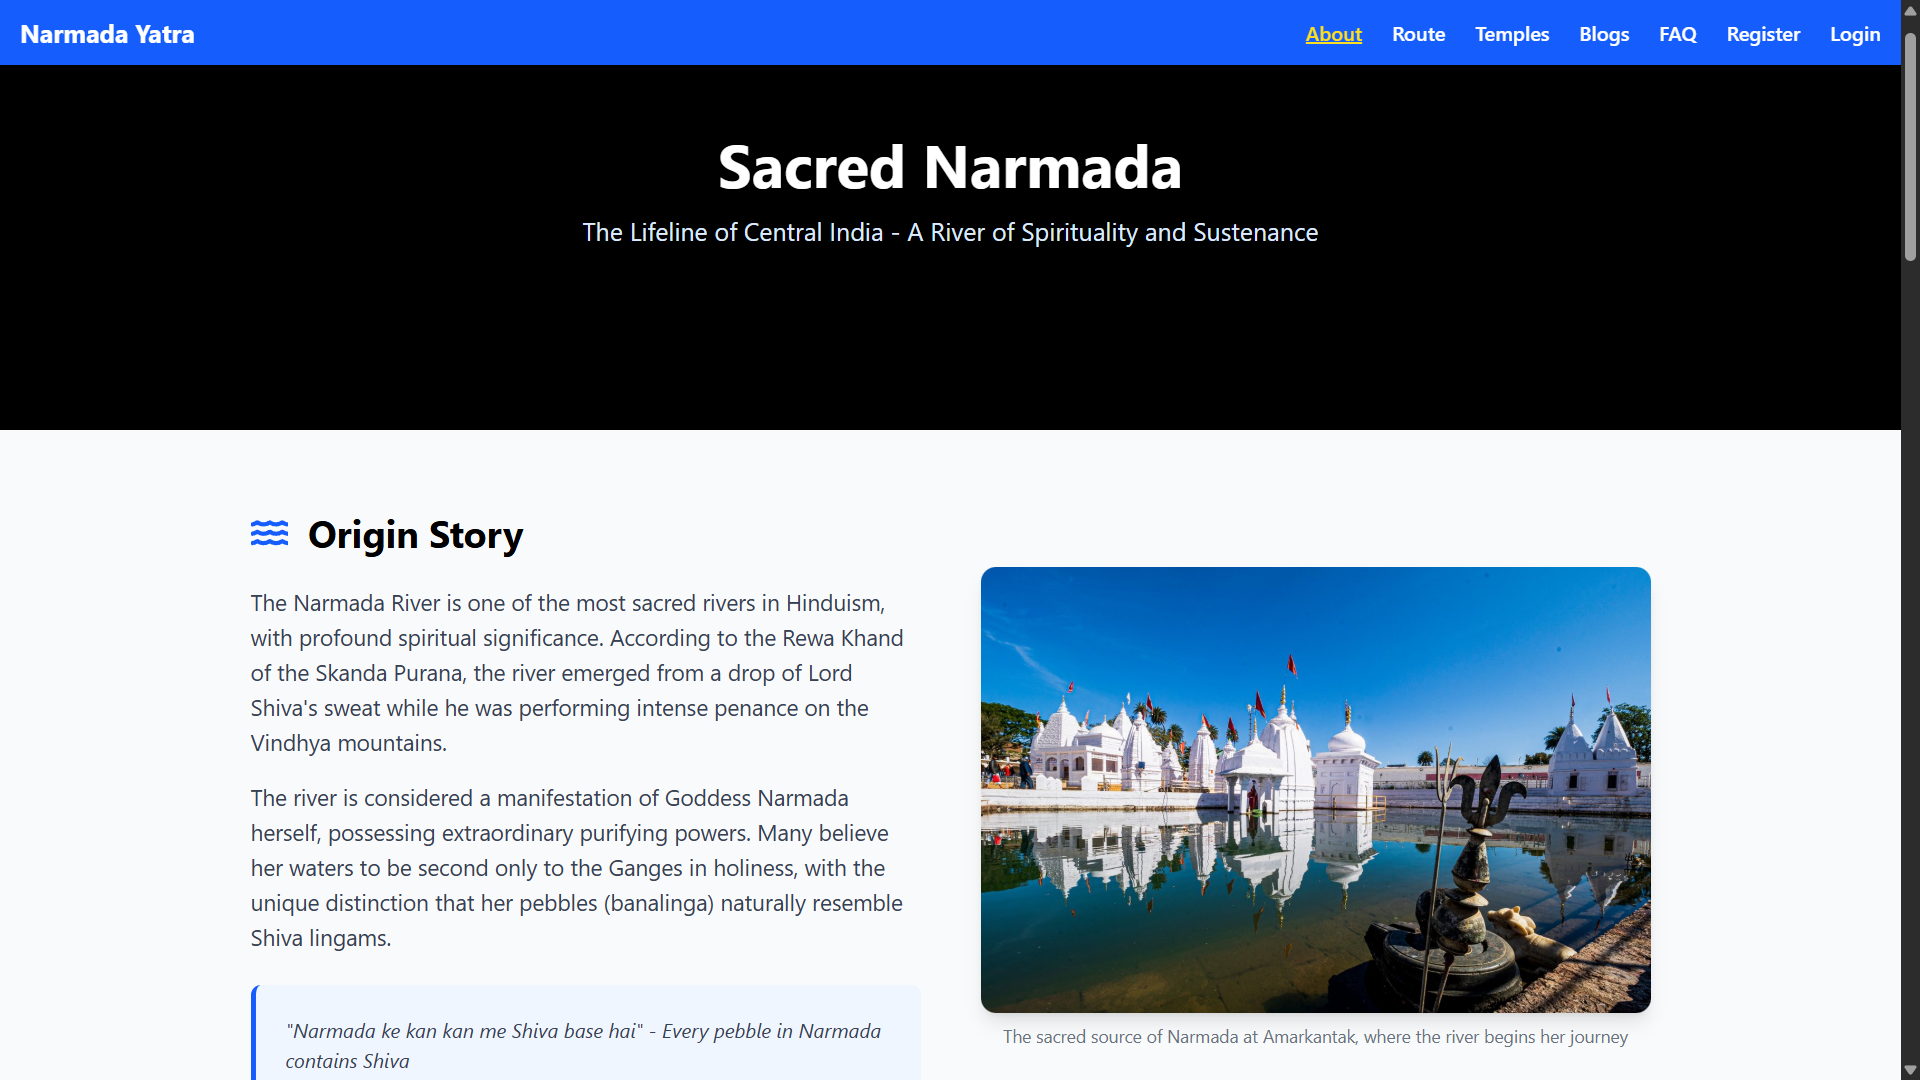 Narmada Yatra
About Route Temples Blogs FAQ Register Login
Sacred Narmada
The Lifeline of Central India - A River of Spirituality and Sustenance
Origin Story
The Narmada River is one of the most sacred rivers in Hinduism,
with profound spiritual significance. According to the Rewa Khand
of the Skanda Purana, the river emerged from a drop of Lord
Shiva's sweat while he was performing intense penance on the
Vindhya mountains.
The river is considered a manifestation of Goddess Narmada
herself, possessing extraordinary purifying powers. Many believe
her waters to be second only to the Ganges in holiness, with the
unique distinction that her pebbles (banalinga) naturally resemble
Shiva lingams.
"Narmada ke kan kan me Shiva base hai" - Every pebble in Narmada
contains Shiva
The sacred source of Narmada at Amarkantak, where the river begins her journey